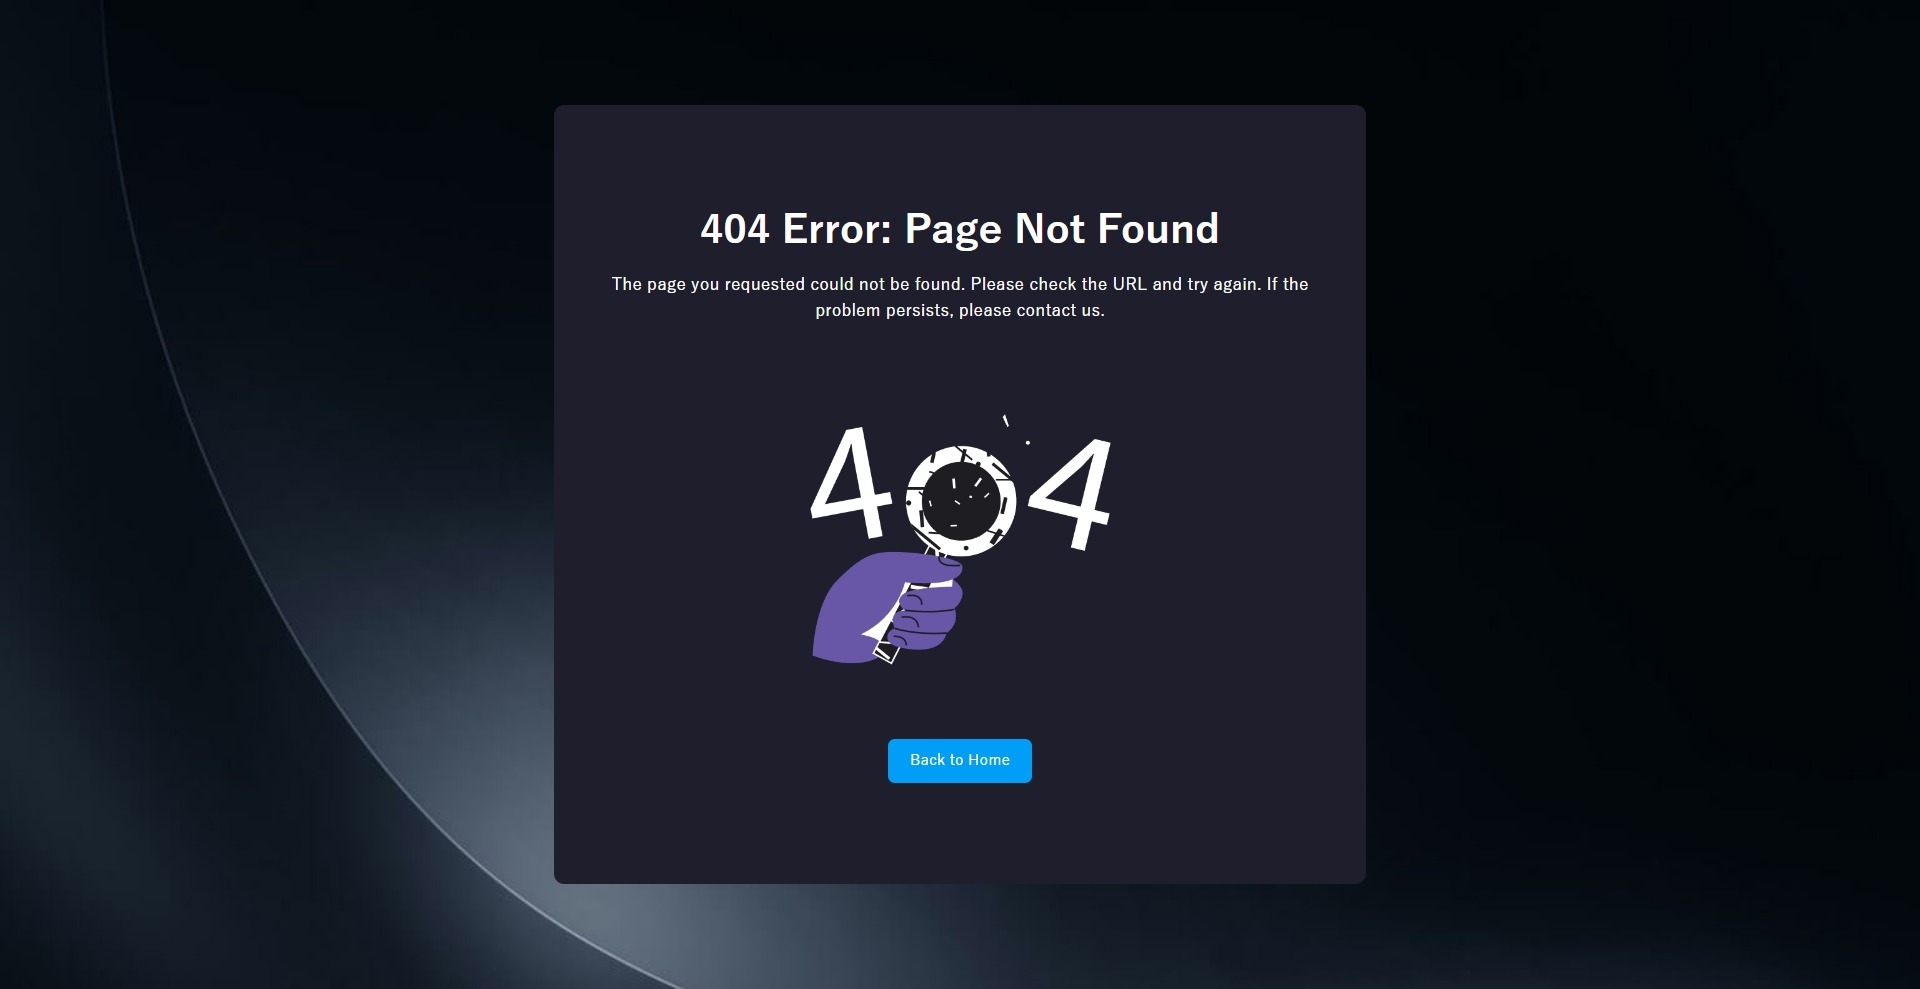 404 Error: Page Not Found
The page you requested could not be found. Please check the URL and try again. If the
problem persists, please contact us.
404
Back to Home